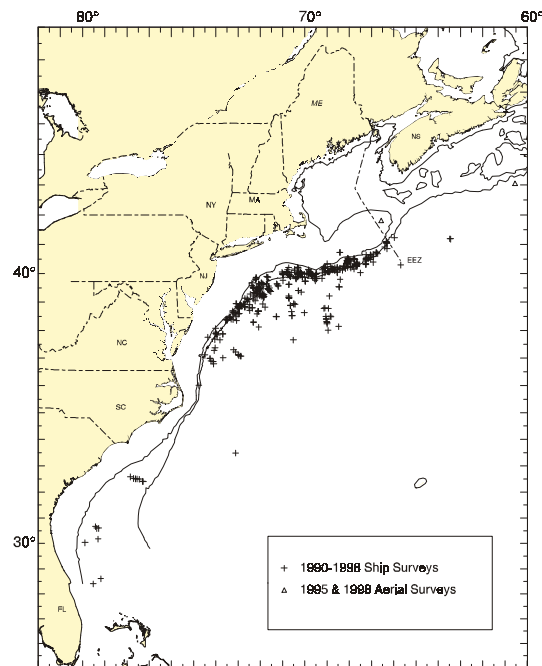 80° 70° 60°
ME
NS
MA
NY
EEZ
NJ
40°
NC
SC
30°
1990-1998 Ship Surveys
1995 & 1998 Aerial Surveys
FL